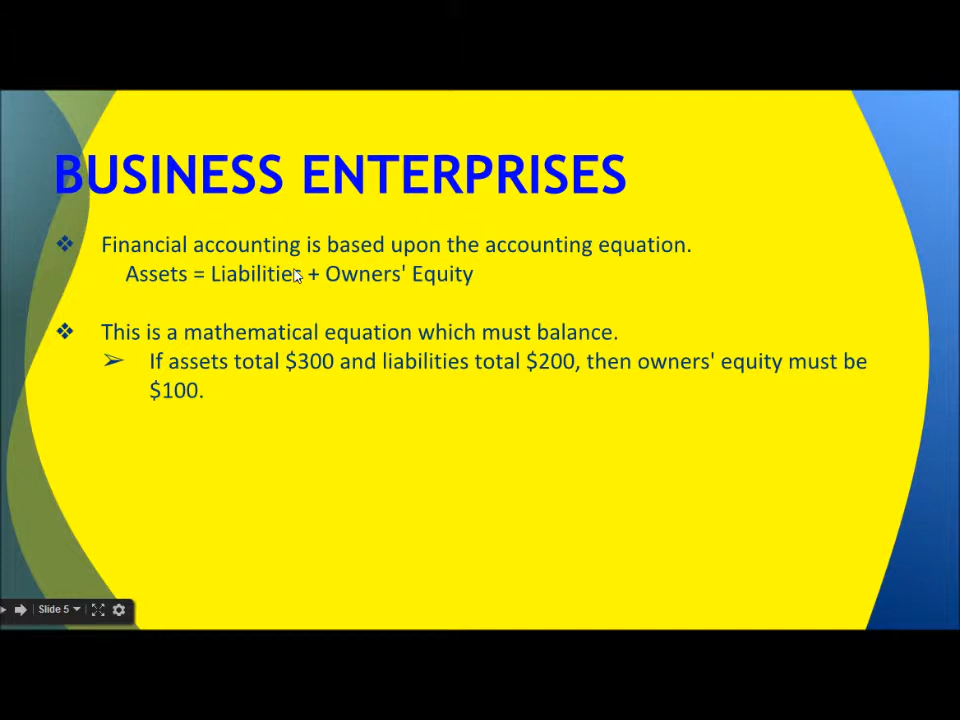 BUSINESS ENTERPRISES
❖ Financial accounting is based upon the accounting equation.
Assets = Liabilities + Owners' Equity
❖ This is a mathematical equation which must balance.
➢ If assets total $300 and liabilities total $200, then owners' equity must be
$100.
Slide 5